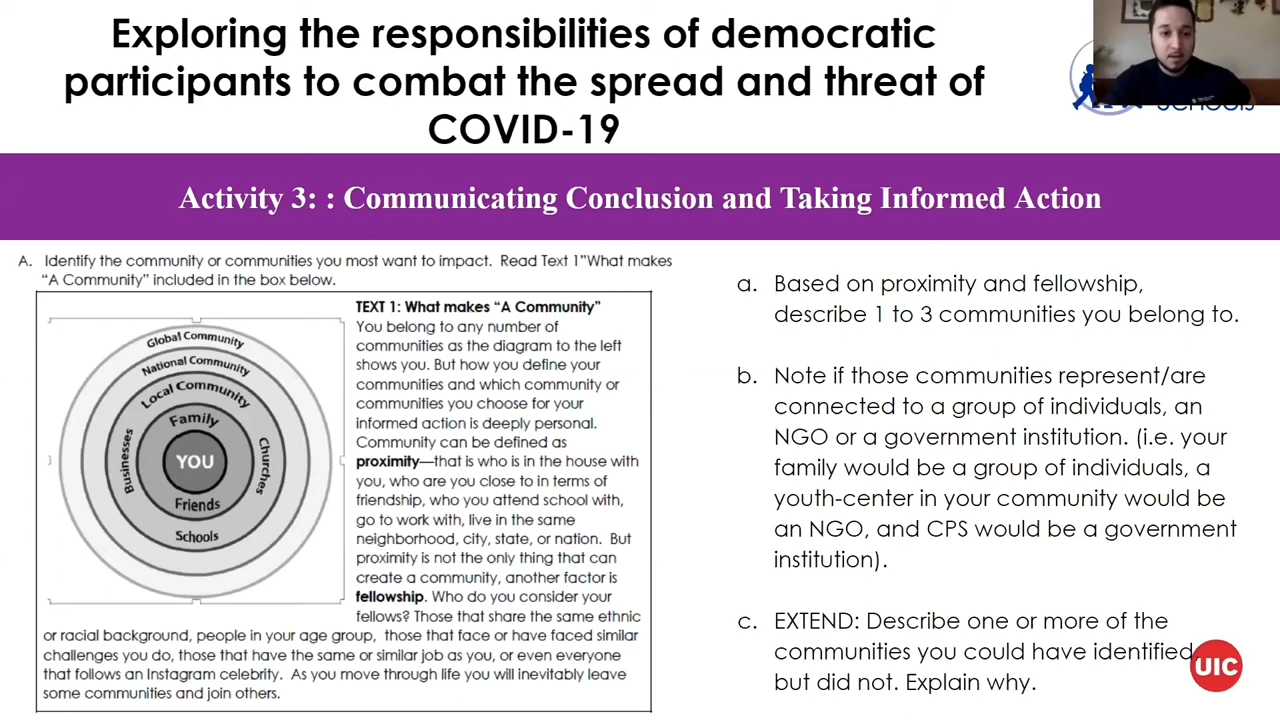 Exploring the responsibilities of democratic
participants to combat the spread and threat of
COVID-19
SCHOOLS
Activity 3: : Communicating Conclusion and Taking Informed Action
A. Identify the community or communities you most want to impact. Read Text 1"What makes
"A Community" included in the box below.
Global Community
National Community
Local Community
Family
YOU
Friends
Businesses
Churches
Schools
TEXT 1: What makes "A Community"
You belong to any number of
communities as the diagram to the left
shows you. But how you define your
communities and which community or
communities you choose for your
informed action is deeply personal.
Community can be defined as
proximity—that is who is in the house with
you, who are you close to in terms of
friendship, who you attend school with,
go to work with, live in the same
neighborhood, city, state, or nation. But
proximity is not the only thing that can
create a community, another factor is
fellowship. Who do you consider your
fellows? Those that share the same ethnic
or racial background, people in your age group, those that face or have faced similar
challenges you do, those that have the same or similar job as you, or even everyone
that follows an Instagram celebrity. As you move through life you will inevitably leave
some communities and join others.
a. Based on proximity and fellowship,
describe 1 to 3 communities you belong to.
b. Note if those communities represent/are
connected to a group of individuals, an
NGO or a government institution. (i.e. your
family would be a group of individuals, a
youth-center in your community would be
an NGO, and CPS would be a government
institution).
c. EXTEND: Describe one or more of the
communities you could have identified,
but did not. Explain why.
UIC